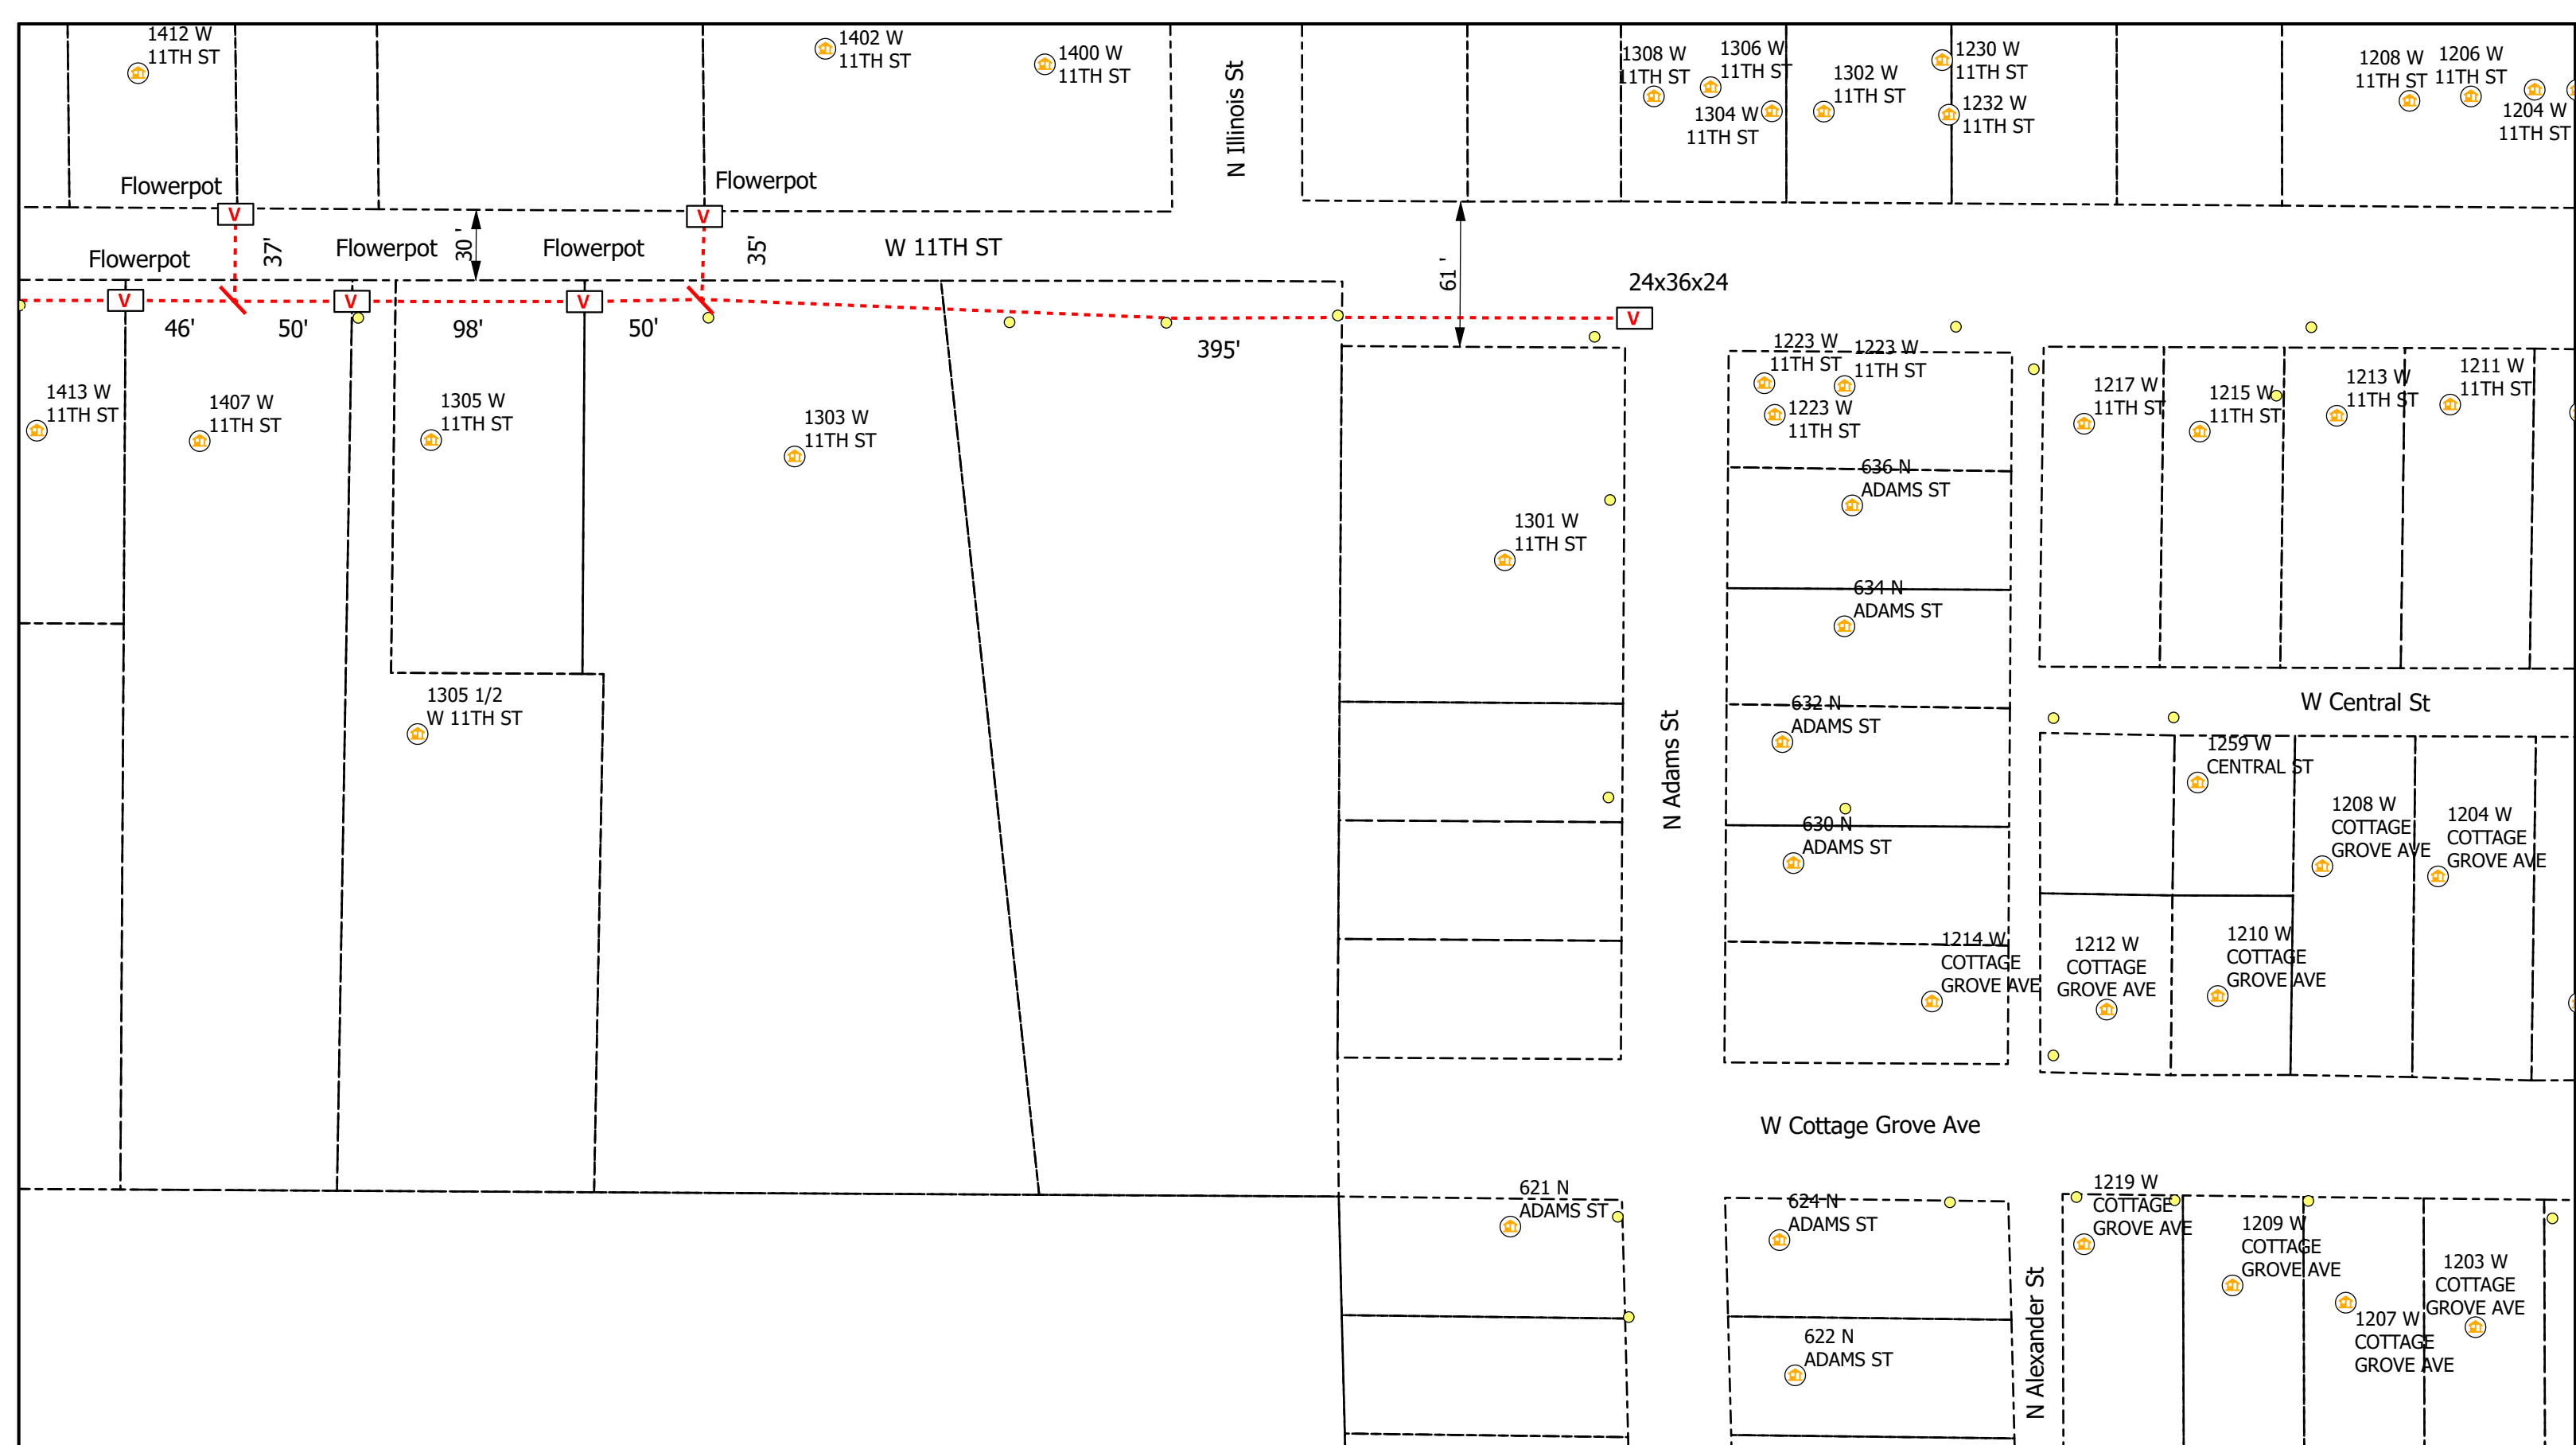 1412 W
11TH ST
1402 W
11TH ST
1400 W
11TH ST
N Illinois St
1308 W
11TH ST
1306 W
11TH ST
1304 W
11TH ST
1302 W
11TH ST
1230 W
11TH ST
1232 W
11TH ST
1208 W
11TH ST
1206 W
11TH ST
1204 W
11TH ST
Flowerpot
V
Flowerpot
V
Flowerpot
37'
Flowerpot
30 '
Flowerpot
35'
W 11TH ST
61 '
24x36x24
V
V
V
V
46'
50'
98'
50'
395'
1413 W
11TH ST
1407 W
11TH ST
1305 W
11TH ST
1303 W
11TH ST
1223 W
11TH ST
1223 W
11TH ST
1223 W
11TH ST
1217 W
11TH ST
1215 W
11TH ST
1213 W
11TH ST
1211 W
11TH ST
636 N
ADAMS ST
1301 W
11TH ST
634 N
ADAMS ST
1305 1/2
W 11TH ST
N Adams St
632 N
ADAMS ST
W Central St
1259 W
CENTRAL ST
630 N
ADAMS ST
1208 W
COTTAGE
GROVE AVE
1204 W
COTTAGE
GROVE AVE
1214 W
COTTAGE
GROVE AVE
1212 W
COTTAGE
GROVE AVE
1210 W
COTTAGE
GROVE AVE
W Cottage Grove Ave
621 N
ADAMS ST
624 N
ADAMS ST
1219 W
COTTAGE
GROVE AVE
1209 W
COTTAGE
GROVE AVE
1203 W
COTTAGE
GROVE AVE
N Alexander St
1207 W
COTTAGE
GROVE AVE
622 N
ADAMS ST